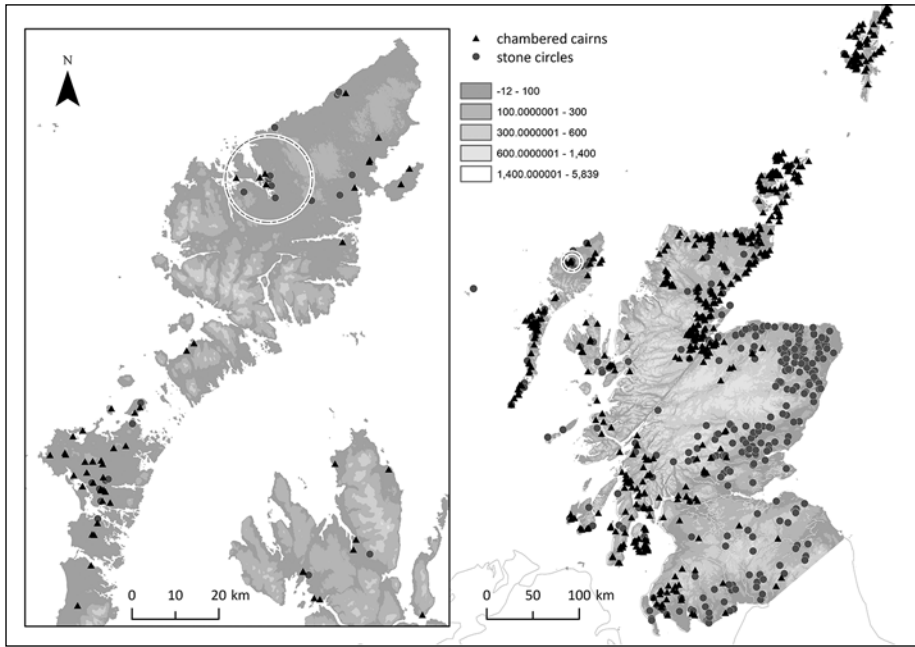 N
chambered cairns
stone circles
-12 - 100
100.0000001 - 300
300.0000001 - 600
600.0000001 - 1,400
1,400.000001 - 5,839
0 10 20 km
0 50 100 km